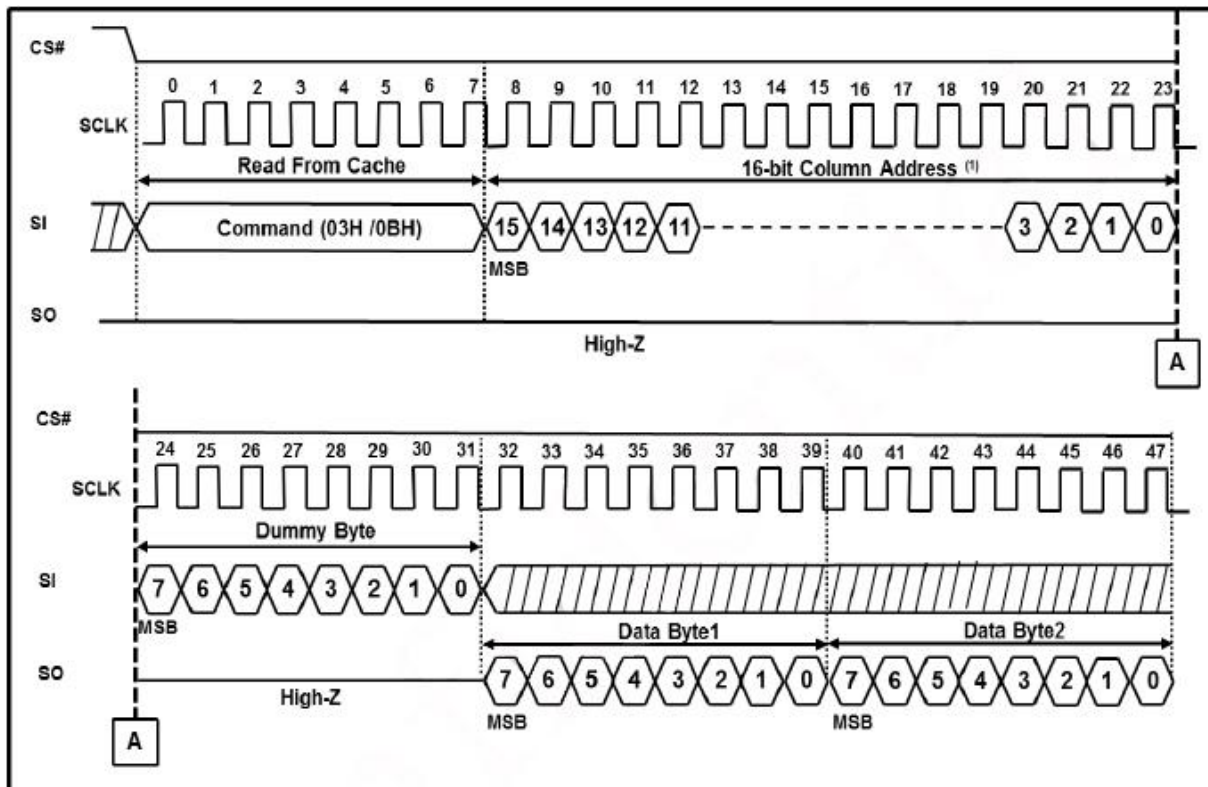 CS#
0 1 2 3 4 5 6 7 8 9 10 11 12 13 14 15 16 17 18 19 20 21 22 23
SCLK
Read From Cache 16-bit Column Address (1)
SI Command (03H /0BH) 15 14 13 12 11 3 2 1 0
MSB
SO
High-Z
A
CS#
24 25 26 27 28 29 30 31 32 33 34 35 36 37 38 39 40 41 42 43 44 45 46 47
SCLK
Dummy Byte
SI 7 6 5 4 3 2 1 0
MSB Data Byte1 Data Byte2
SO High-Z 7 6 5 4 3 2 1 0 7 6 5 4 3 2 1 0
MSB MSB
A